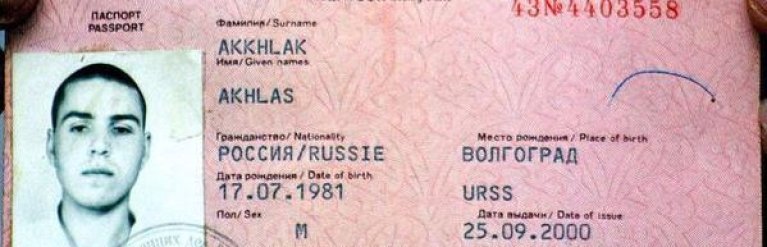 ПАСПОРТ
PASSPORT
43№4403558
Фамилия/Surname
AKKHLAK
Имя/Given names
AKHLAS
Гражданство/Nationality
РОССИЯ/RUSSIE
Место рождения/Place of birth
ВОЛГОГРАД
Дата рождения/Date of birth
17.07.1981
URSS
Пол/Sex
M
Дата выдачи/Date of issue
25.09.2000